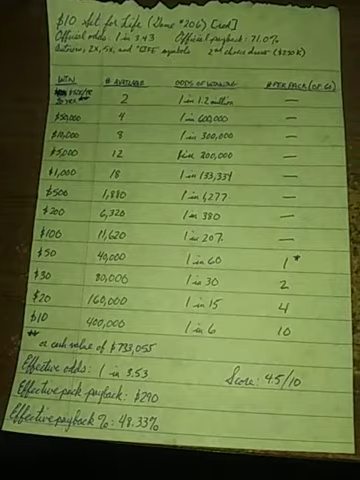 $10 Set for Life (Game #206) [red]
Official odds: 1 in 3.43 Official payback: 71.0%
2X, 5X, and "LIFE" symbols 2nd chance draw ($250K)
WIN # AVAILABLE ODDS OF WINNING # PER PACK (OF 60)
20 yrs ** 2 1 in 1.2 million —
$50,000 4 1 in 600,000 —
$10,000 8 1 in 300,000 —
$5,000 12 1 in 200,000 —
$1,000 18 1 in 133,334 —
$500 1,880 1 in 1,277 —
$200 6,320 1 in 380 —
$100 11,620 1 in 207 —
$50 40,000 1 in 60 1*
$30 80,000 1 in 30 2
$20 160,000 1 in 15 4
$10 400,000 1 in 6 10
** a cash value of $733,055
Effective odds: 1 in 3.53 Score: 4.5/10
Effective pack payback: $290
Effective payback %: 48.33%